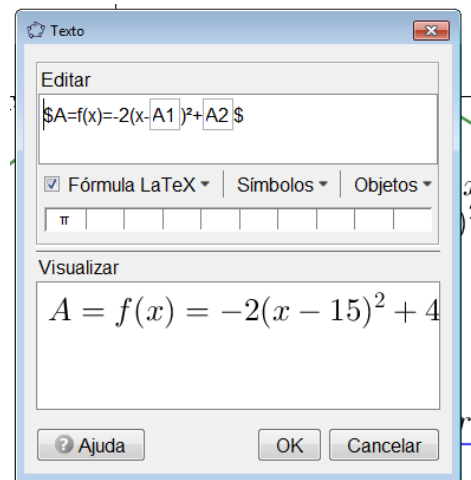 Texto
Editar
$A=f(x)=-2(x-A1)²+A2$
Fórmula LaTeX Símbolos Objetos
π
Visualizar
A = f(x) = −2(x − 15)² + 4
? Ajuda OK Cancelar